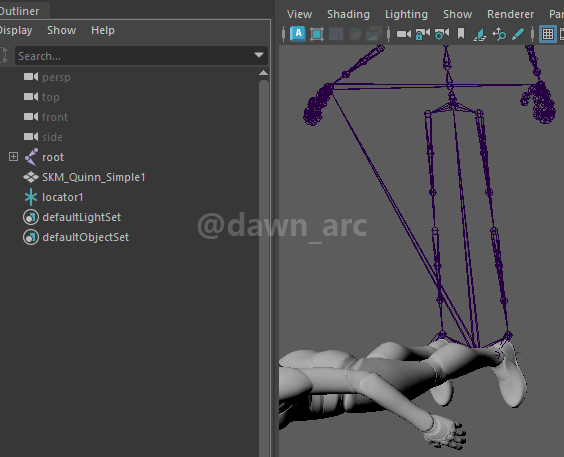 Outliner
Display Show Help
Search...
persp
top
front
side
root
SKM_Quinn_Simple1
locator1
defaultLightSet
defaultObjectSet
View Shading Lighting Show Renderer Pa
A
@dawn_arc